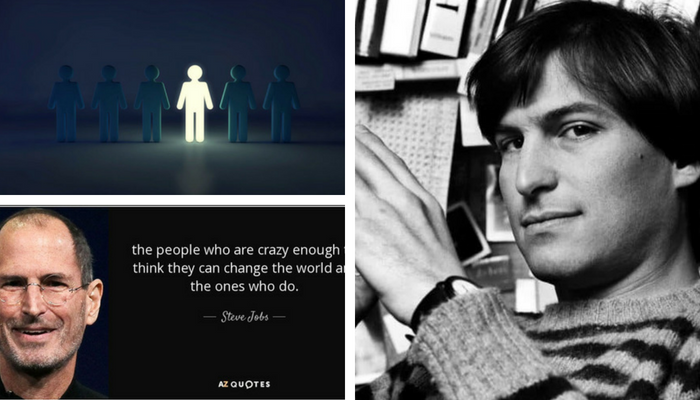 the people who are crazy enough
think they can change the world
the ones who do.
Steve Jobs
AZ QUOTES